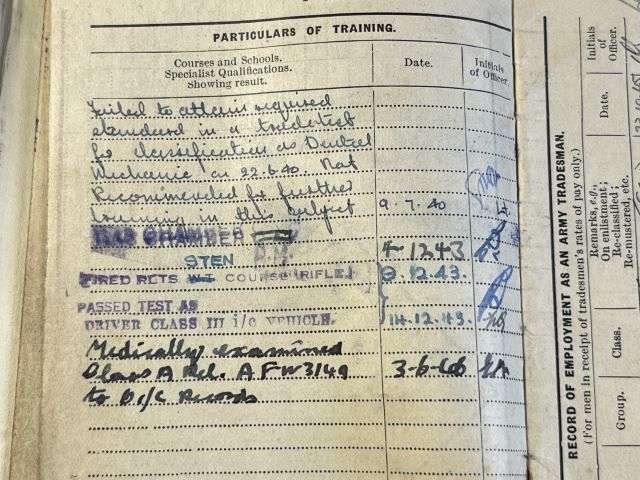 PARTICULARS OF TRAINING.
Courses and Schools.
Specialist Qualifications.
Showing result.
Date.
Initials
of Officer.
Failed to attain required
standard in a trade test
for classification as Dental
Mechanic on 22.6.40. Not
Recommended for further
training in this subject 9.7.40
CHAMBER 12 43
STEN
FIRED RCTS COURSE (RIFLE) 9.12.43.
PASSED TEST AS
DRIVER CLASS III i/c VEHICLE. 14.12.43.
Medically examined
Class A Rel. A F W 3149 3-6-46
to O i/c Records
RECORD OF EMPLOYMENT AS AN ARMY TRADESMAN.
(For men in receipt of tradesmen's rates of pay only.)
Group.
Class.
Remarks, e.g.,
On enlistment;
Re-classified;
Re-mustered, etc.
Date.
Initials
of
Officer.